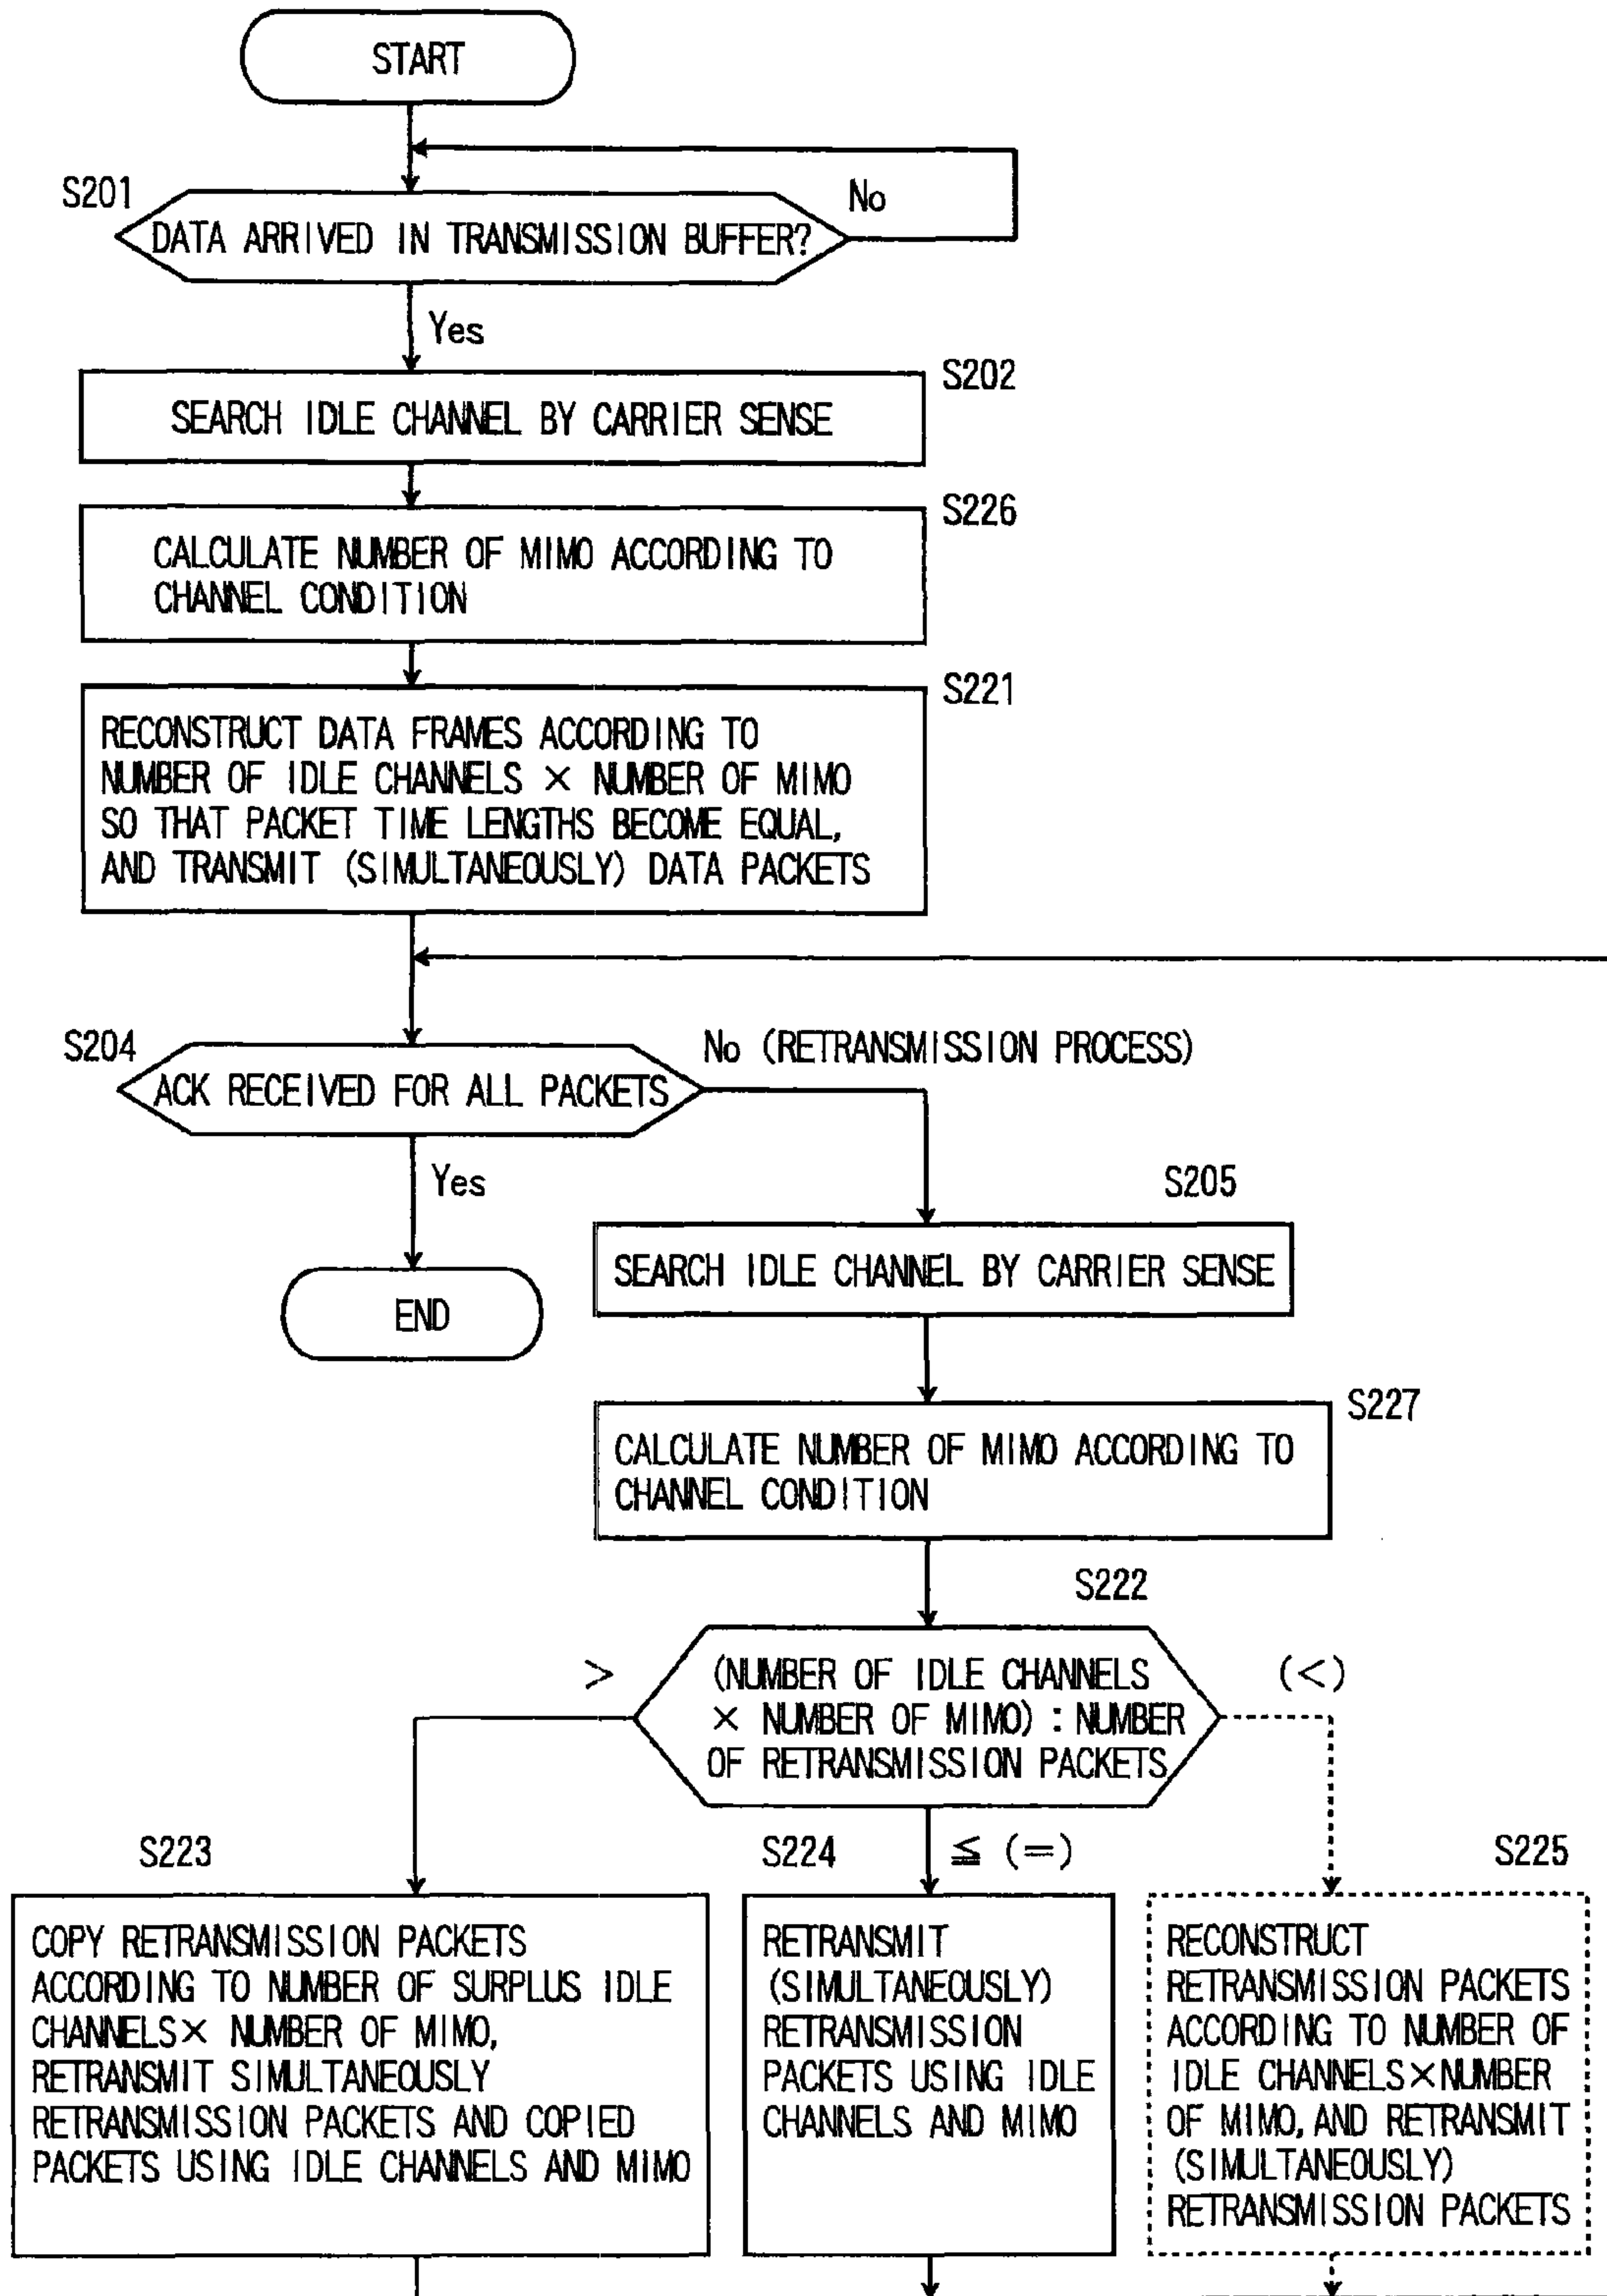 START
S201
DATA ARRIVED IN TRANSMISSION BUFFER?
No
Yes
S202
SEARCH IDLE CHANNEL BY CARRIER SENSE
S226
CALCULATE NUMBER OF MIMO ACCORDING TO
CHANNEL CONDITION
S221
RECONSTRUCT DATA FRAMES ACCORDING TO
NUMBER OF IDLE CHANNELS × NUMBER OF MIMO
SO THAT PACKET TIME LENGTHS BECOME EQUAL,
AND TRANSMIT (SIMULTANEOUSLY) DATA PACKETS
S204
ACK RECEIVED FOR ALL PACKETS
No (RETRANSMISSION PROCESS)
Yes
END
S205
SEARCH IDLE CHANNEL BY CARRIER SENSE
S227
CALCULATE NUMBER OF MIMO ACCORDING TO
CHANNEL CONDITION
S222
(NUMBER OF IDLE CHANNELS
× NUMBER OF MIMO) : NUMBER
OF RETRANSMISSION PACKETS
>
(<)
≦ (=)
S223
COPY RETRANSMISSION PACKETS
ACCORDING TO NUMBER OF SURPLUS IDLE
CHANNELS× NUMBER OF MIMO,
RETRANSMIT SIMULTANEOUSLY
RETRANSMISSION PACKETS AND COPIED
PACKETS USING IDLE CHANNELS AND MIMO
S224
RETRANSMIT
(SIMULTANEOUSLY)
RETRANSMISSION
PACKETS USING IDLE
CHANNELS AND MIMO
S225
RECONSTRUCT
RETRANSMISSION PACKETS
ACCORDING TO NUMBER OF
IDLE CHANNELS×NUMBER
OF MIMO, AND RETRANSMIT
(SIMULTANEOUSLY)
RETRANSMISSION PACKETS